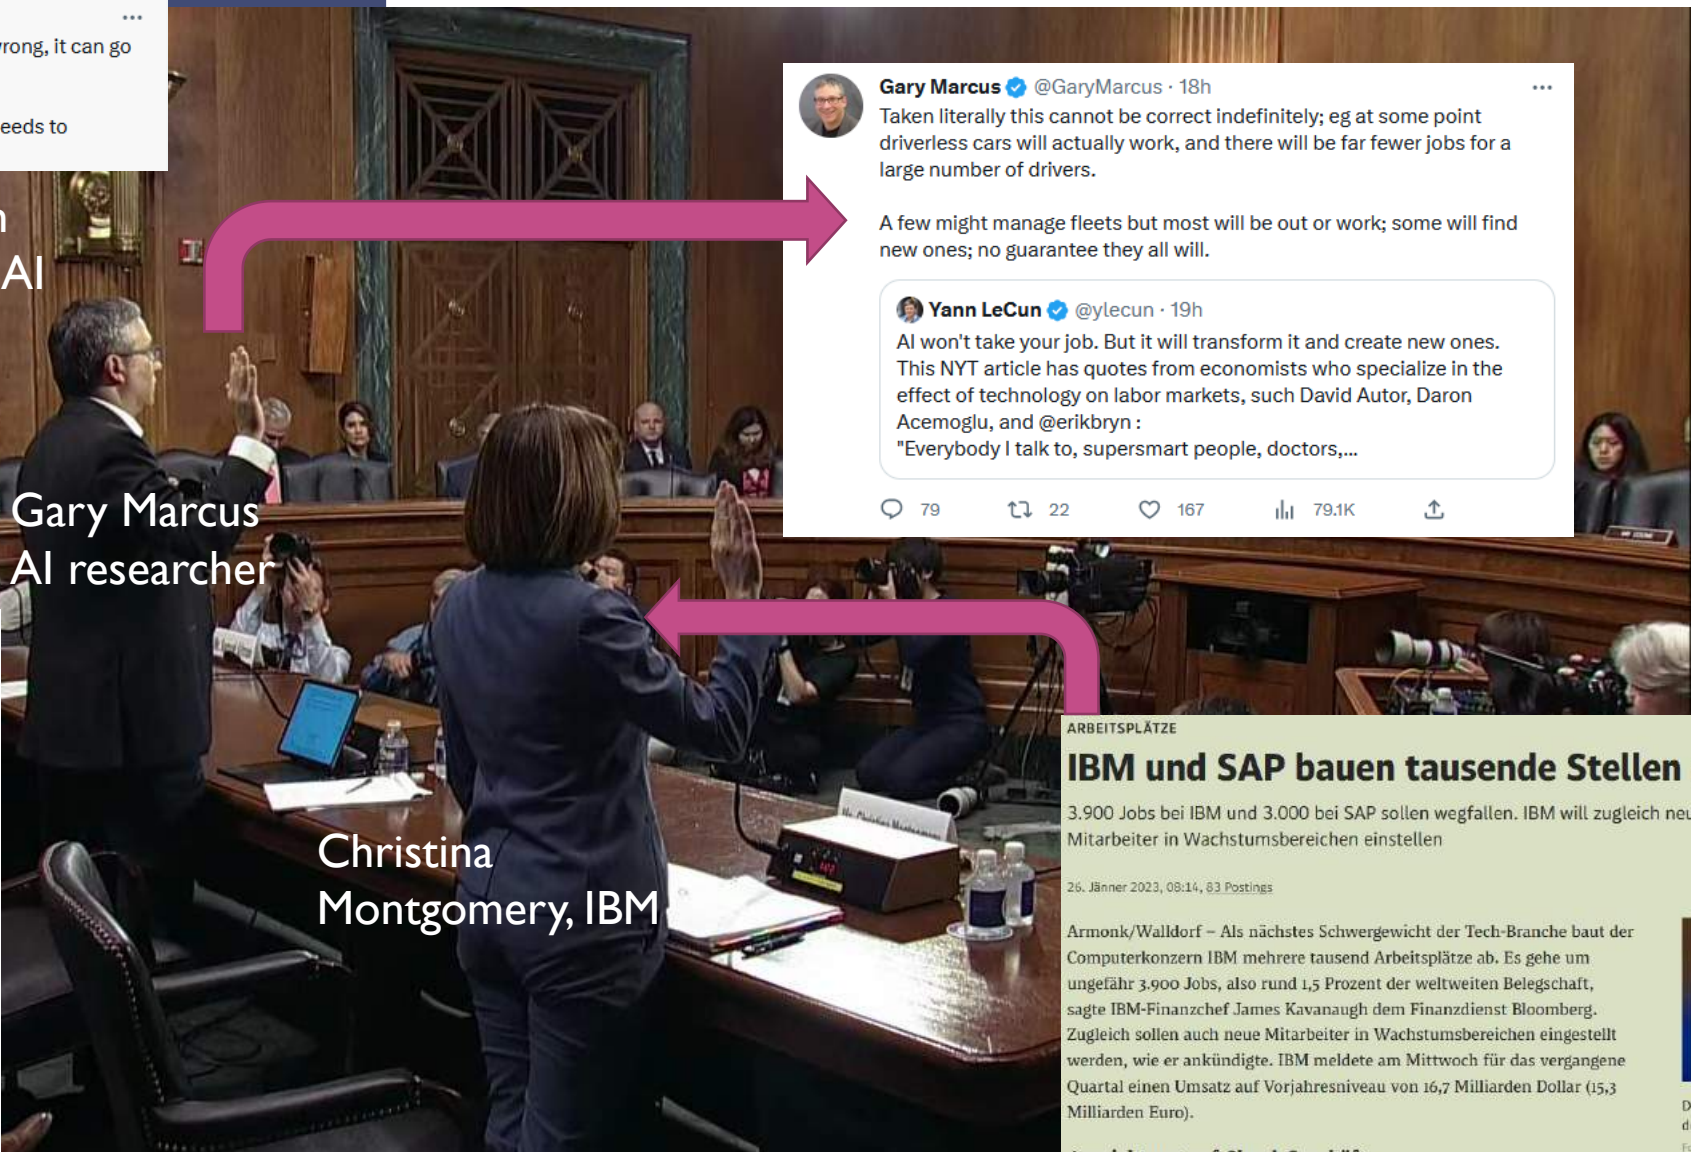 rong, it can go
eeds to
AI
Gary Marcus
AI researcher
Christina
Montgomery, IBM
Gary Marcus @GaryMarcus · 18h
Taken literally this cannot be correct indefinitely; eg at some point
driverless cars will actually work, and there will be far fewer jobs for a
large number of drivers.
A few might manage fleets but most will be out or work; some will find
new ones; no guarantee they all will.
Yann LeCun @ylecun · 19h
AI won't take your job. But it will transform it and create new ones.
This NYT article has quotes from economists who specialize in the
effect of technology on labor markets, such David Autor, Daron
Acemoglu, and @erikbryn :
"Everybody I talk to, supersmart people, doctors,...
79 22 167 79.1K
ARBEITSPLÄTZE
IBM und SAP bauen tausende Stellen
3.900 Jobs bei IBM und 3.000 bei SAP sollen wegfallen. IBM will zugleich neu
Mitarbeiter in Wachstumsbereichen einstellen
26. Jänner 2023, 08:14, 83 Postings
Armonk/Walldorf – Als nächstes Schwergewicht der Tech-Branche baut der
Computerkonzern IBM mehrere tausend Arbeitsplätze ab. Es gehe um
ungefähr 3.900 Jobs, also rund 1,5 Prozent der weltweiten Belegschaft,
sagte IBM-Finanzchef James Kavanaugh dem Finanzdienst Bloomberg.
Zugleich sollen auch neue Mitarbeiter in Wachstumsbereichen eingestellt
werden, wie er ankündigte. IBM meldete am Mittwoch für das vergangene
Quartal einen Umsatz auf Vorjahresniveau von 16,7 Milliarden Dollar (15,3
Milliarden Euro).